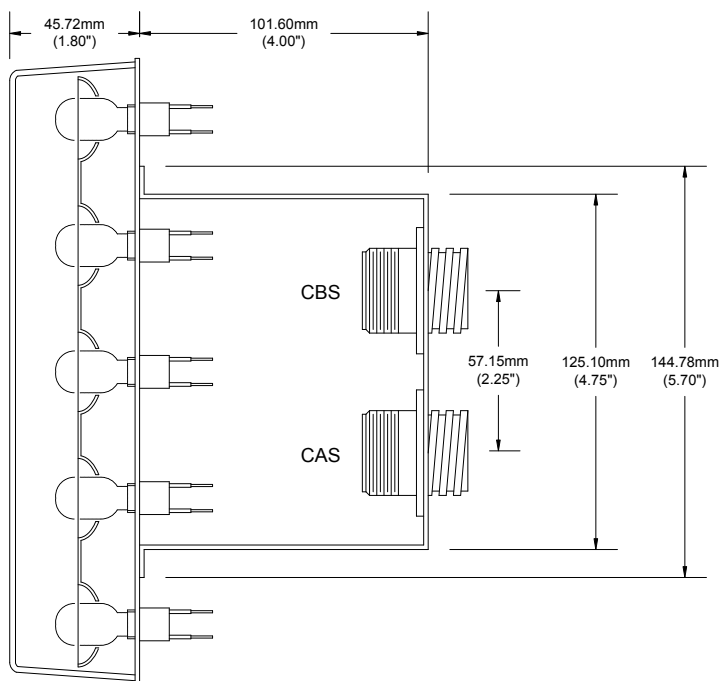 45.72mm
(1.80")
101.60mm
(4.00")
CBS
57.15mm
(2.25")
125.10mm
(4.75")
144.78mm
(5.70")
CAS